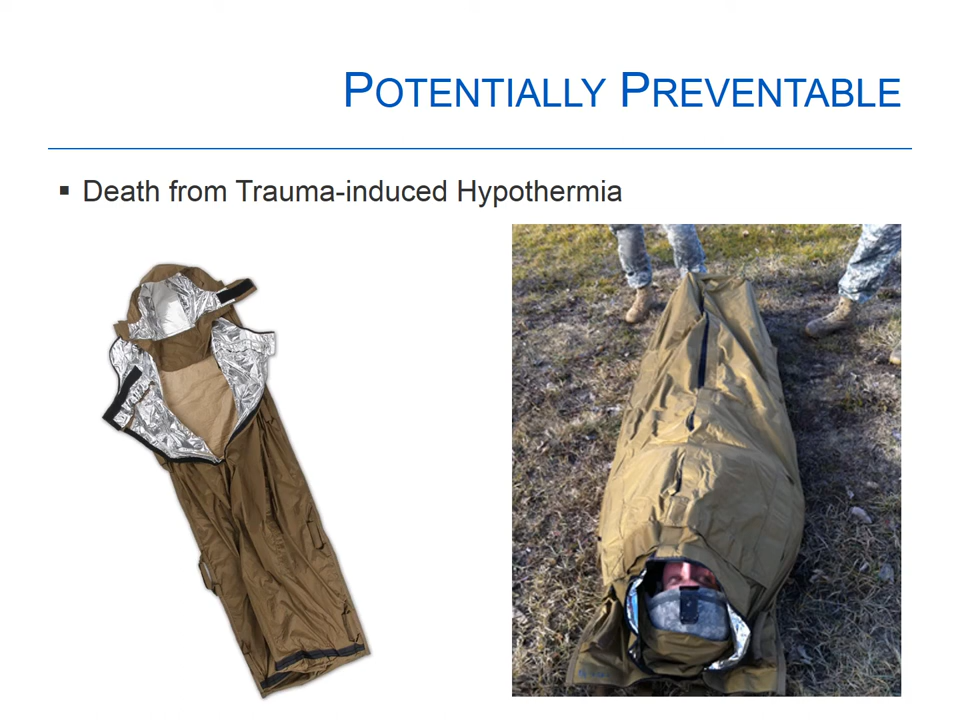 POTENTIALLY PREVENTABLE
▪ Death from Trauma-induced Hypothermia